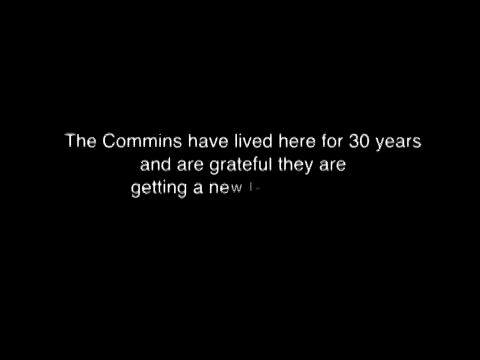 The Commins have lived here for 30 years
and are grateful they are
getting a new